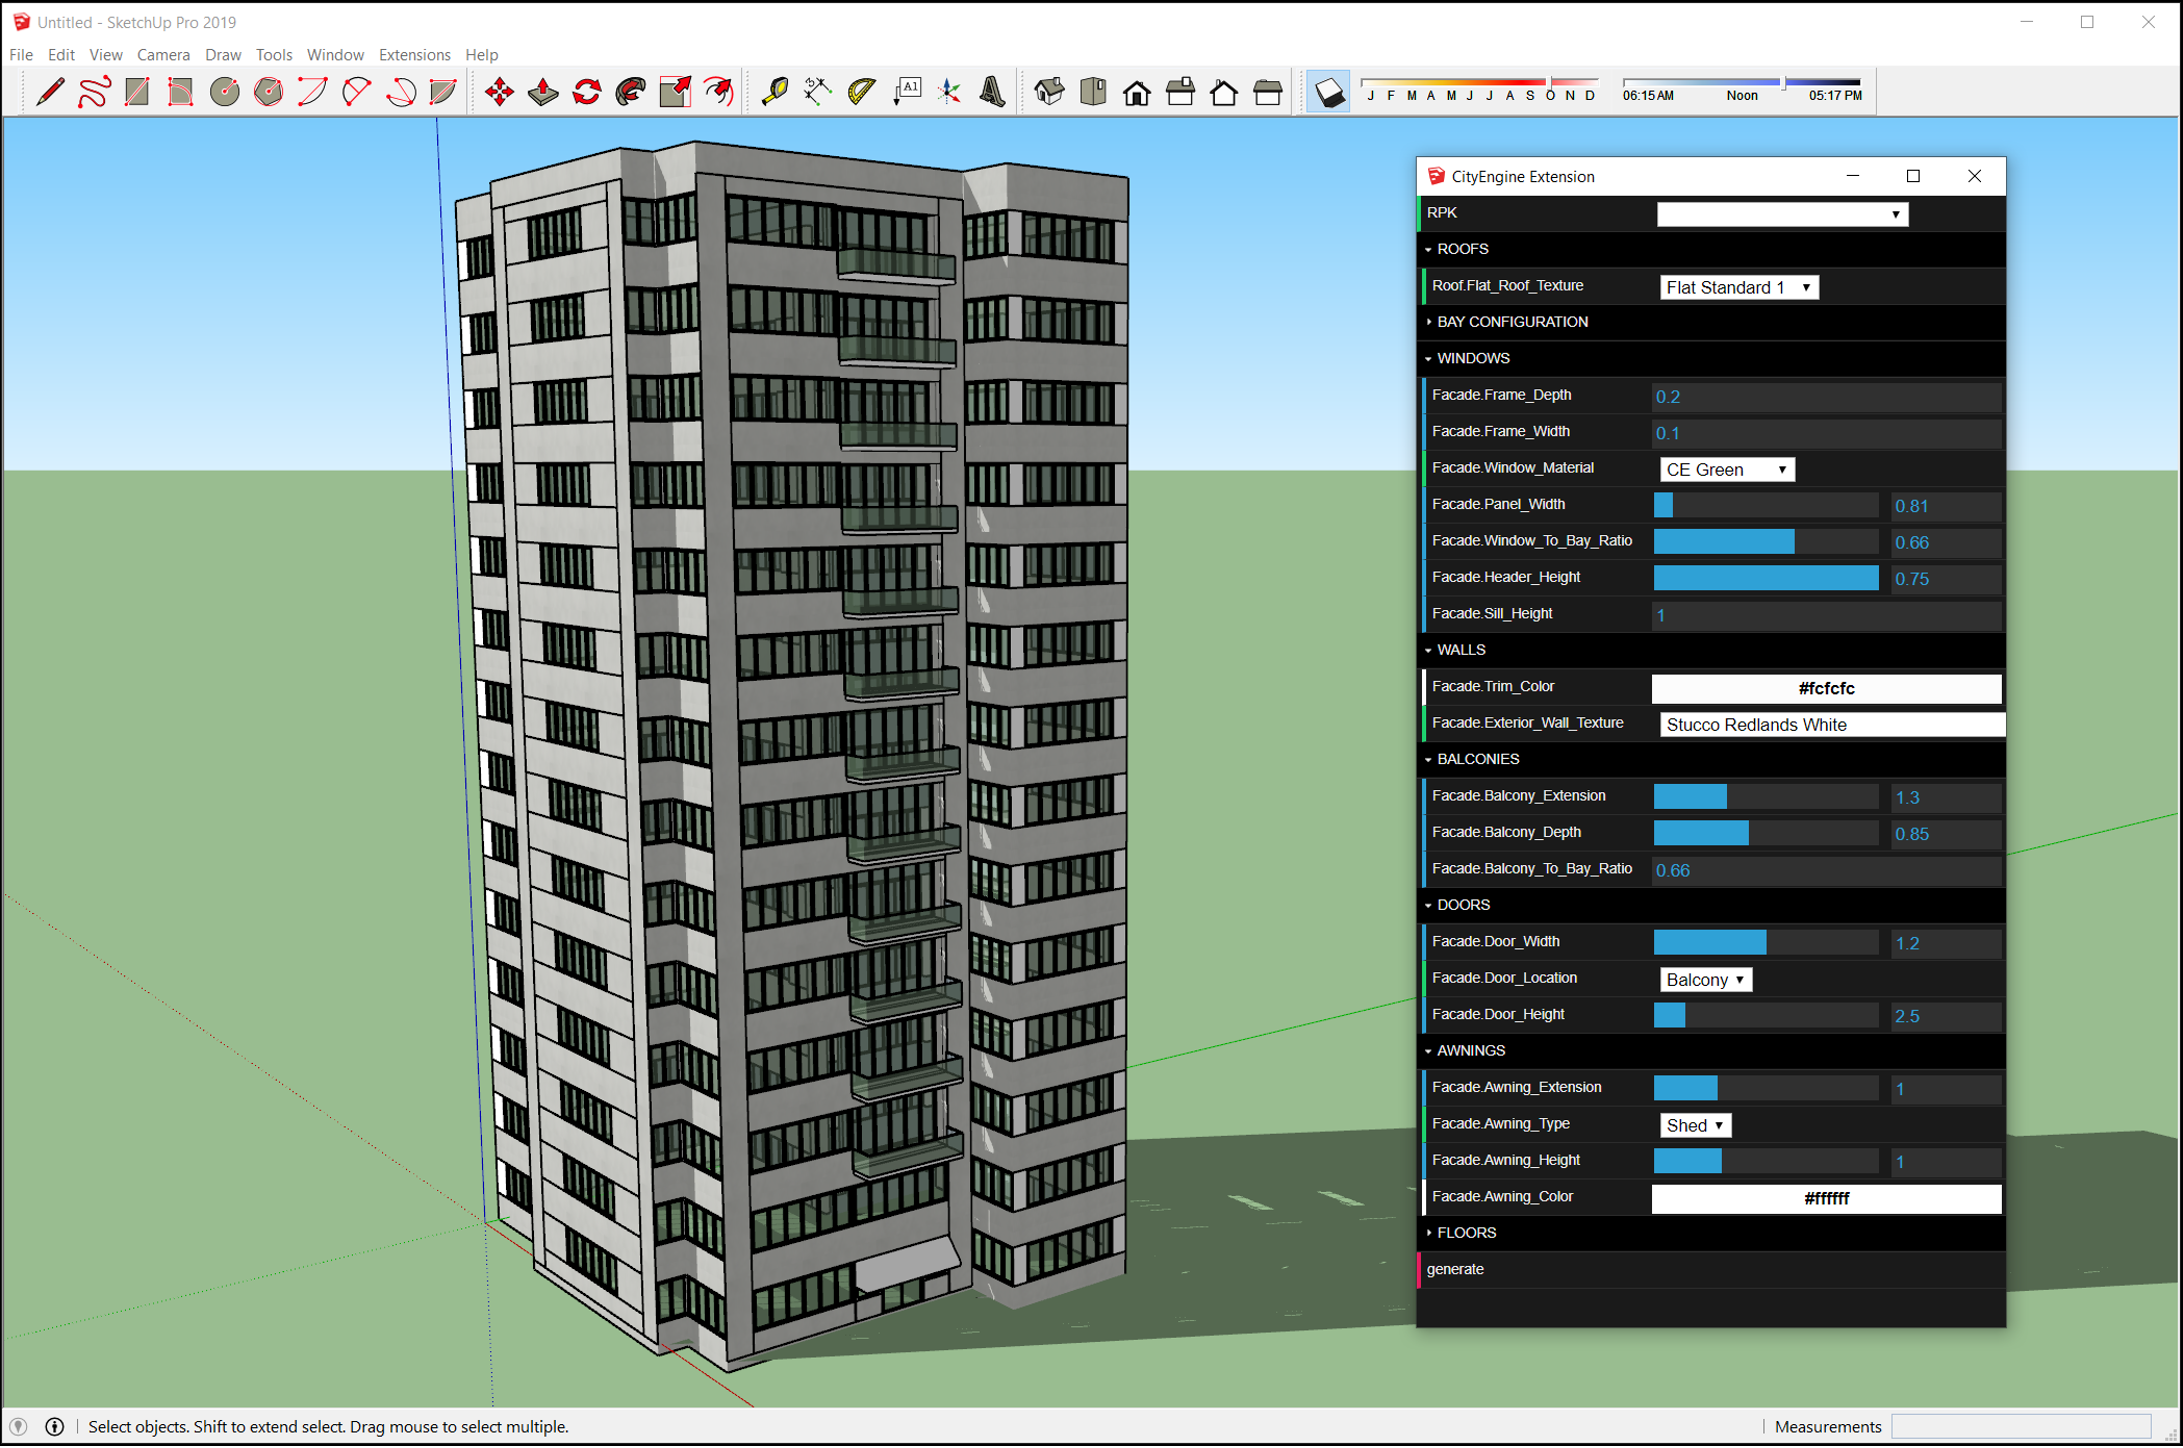 Untitled - SketchUp Pro 2019
File Edit View Camera Draw Tools Window Extensions Help
A1
J F M A M J J A S O N D
06:15 AM Noon 05:17 PM
CityEngine Extension
RPK
ROOFS
Roof.Flat_Roof_Texture Flat Standard 1
BAY CONFIGURATION
WINDOWS
Facade.Frame_Depth 0.2
Facade.Frame_Width 0.1
Facade.Window_Material CE Green
Facade.Panel_Width 0.81
Facade.Window_To_Bay_Ratio 0.66
Facade.Header_Height 0.75
Facade.Sill_Height 1
WALLS
Facade.Trim_Color #fcfcfc
Facade.Exterior_Wall_Texture Stucco Redlands White
BALCONIES
Facade.Balcony_Extension 1.3
Facade.Balcony_Depth 0.85
Facade.Balcony_To_Bay_Ratio 0.66
DOORS
Facade.Door_Width 1.2
Facade.Door_Location Balcony
Facade.Door_Height 2.5
AWNINGS
Facade.Awning_Extension 1
Facade.Awning_Type Shed
Facade.Awning_Height 1
Facade.Awning_Color #ffffff
FLOORS
generate
Select objects. Shift to extend select. Drag mouse to select multiple.
Measurements